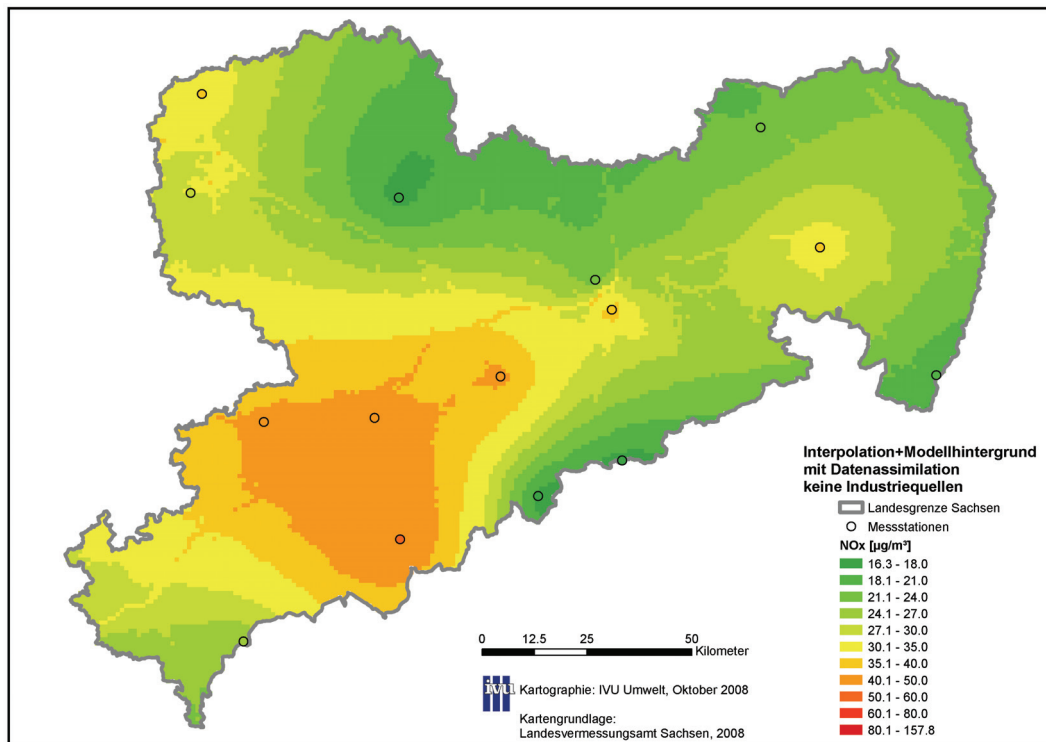 Interpolation+Modellhintergrund
mit Datenassimilation
keine Industriequellen
Landesgrenze Sachsen
Messstationen
NOx [µg/m³]
16.3 - 18.0
18.1 - 21.0
21.1 - 24.0
24.1 - 27.0
27.1 - 30.0
30.1 - 35.0
35.1 - 40.0
40.1 - 50.0
50.1 - 60.0
60.1 - 80.0
80.1 - 157.8
0 12.5 25 50
Kilometer
ivu
Kartographie: IVU Umwelt, Oktober 2008
Kartengrundlage:
Landesvermessungsamt Sachsen, 2008